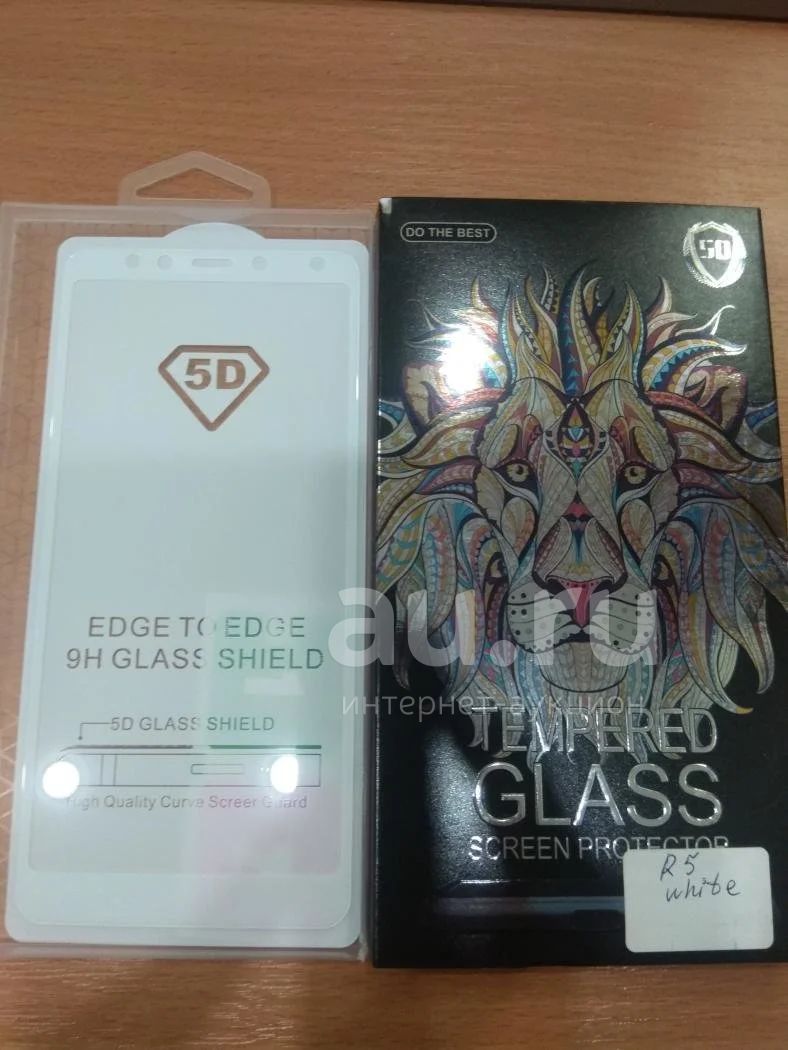 5D
EDGE TO EDGE
9H GLASS SHIELD
5D GLASS SHIELD
High Quality Curve Screen Guard
DO THE BEST
5D
TEMPERED
GLASS
SCREEN PROTECTOR
R5
white
au.ru
интернет-аукцион